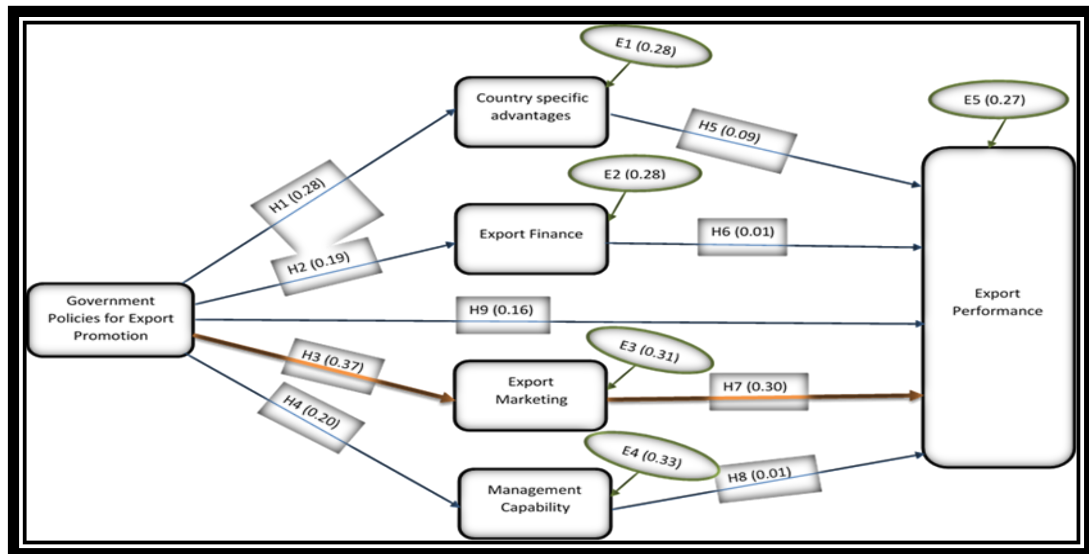 E1 (0.28)
Country specific
advantages
E5 (0.27)
H5 (0.09)
H1 (0.28)
E2 (0.28)
Export Finance
H6 (0.01)
H2 (0.19)
Government
Policies for Export
Promotion
H9 (0.16)
Export
Performance
H3 (0.37)
E3 (0.31)
Export
Marketing
H7 (0.30)
H4 (0.20)
E4 (0.33)
Management
Capability
H8 (0.01)